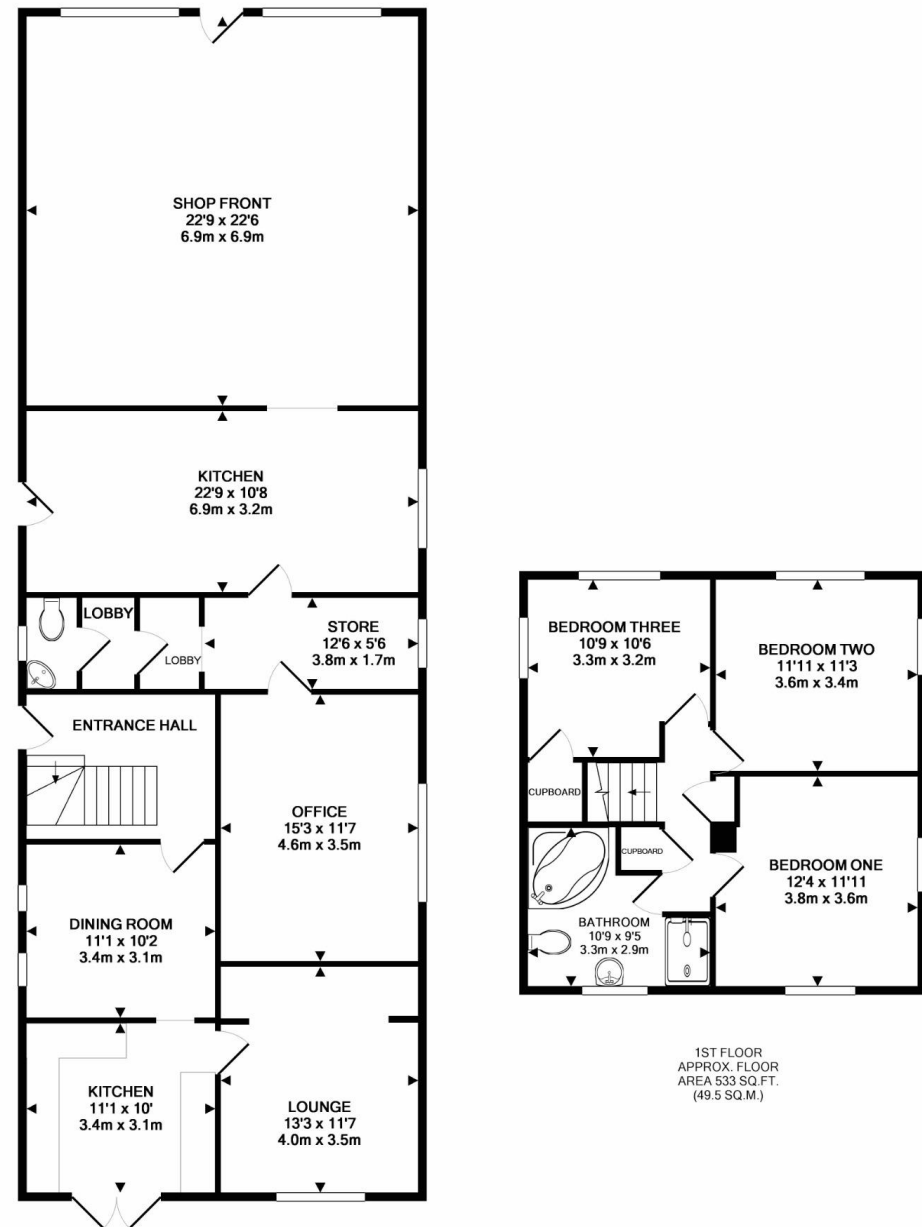 SHOP FRONT
22'9 x 22'6
6.9m x 6.9m
KITCHEN
22'9 x 10'8
6.9m x 3.2m
LOBBY
LOBBY
STORE
12'6 x 5'6
3.8m x 1.7m
ENTRANCE HALL
OFFICE
15'3 x 11'7
4.6m x 3.5m
DINING ROOM
11'1 x 10'2
3.4m x 3.1m
KITCHEN
11'1 x 10'
3.4m x 3.1m
LOUNGE
13'3 x 11'7
4.0m x 3.5m
BEDROOM THREE
10'9 x 10'6
3.3m x 3.2m
BEDROOM TWO
11'11 x 11'3
3.6m x 3.4m
CUPBOARD
CUPBOARD
BEDROOM ONE
12'4 x 11'11
3.8m x 3.6m
BATHROOM
10'9 x 9'5
3.3m x 2.9m
1ST FLOOR
APPROX. FLOOR
AREA 533 SQ.FT.
(49.5 SQ.M.)